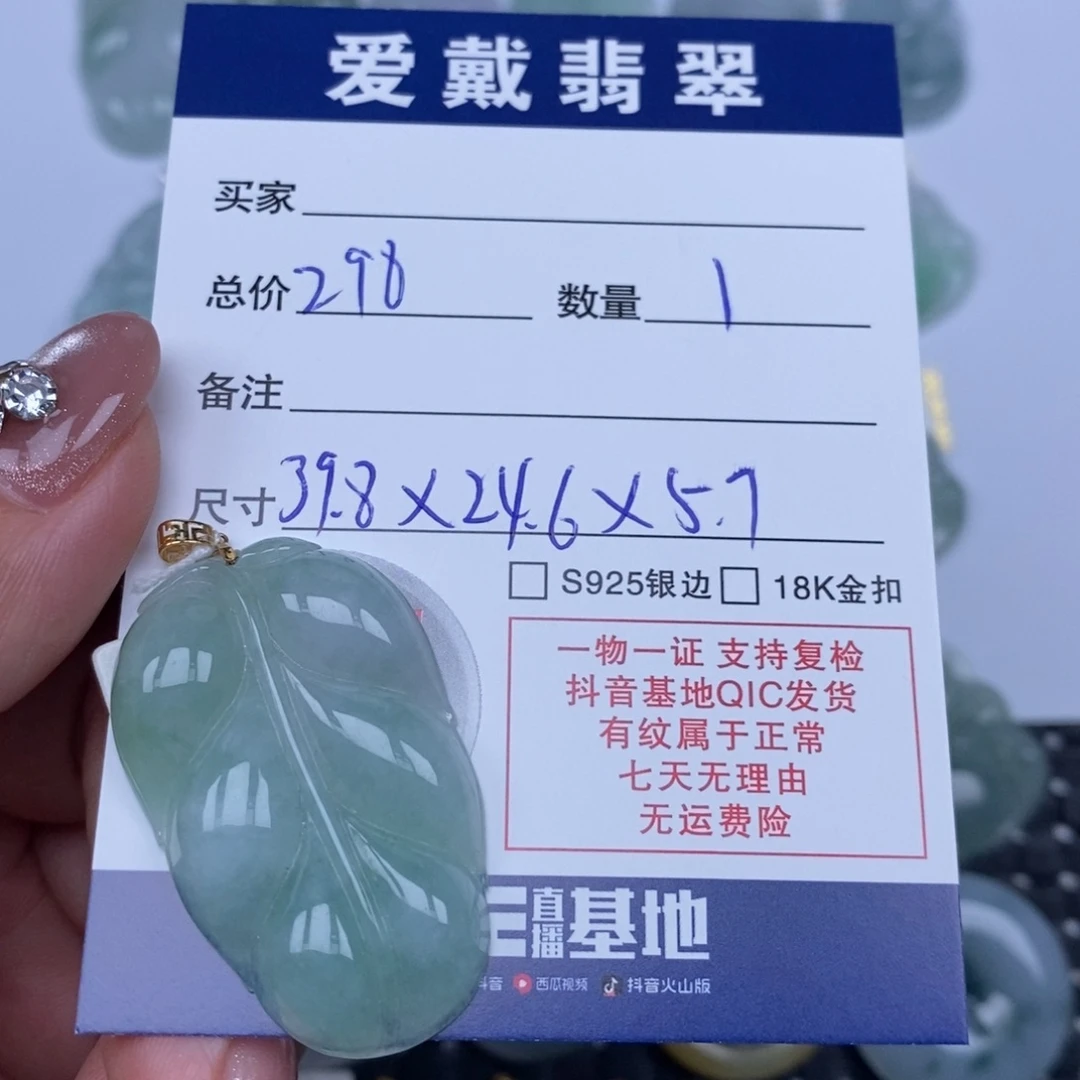 爱戴翡翠
买家
总价 298 数量 1
备注
尺寸 39.8×24.6×5.7
S925银边 18K金扣
一物一证 支持复检
抖音基地QIC发货
有纹属于正常
七天无理由
无运费险
直播基地
抖音 西瓜视频 抖音火山版